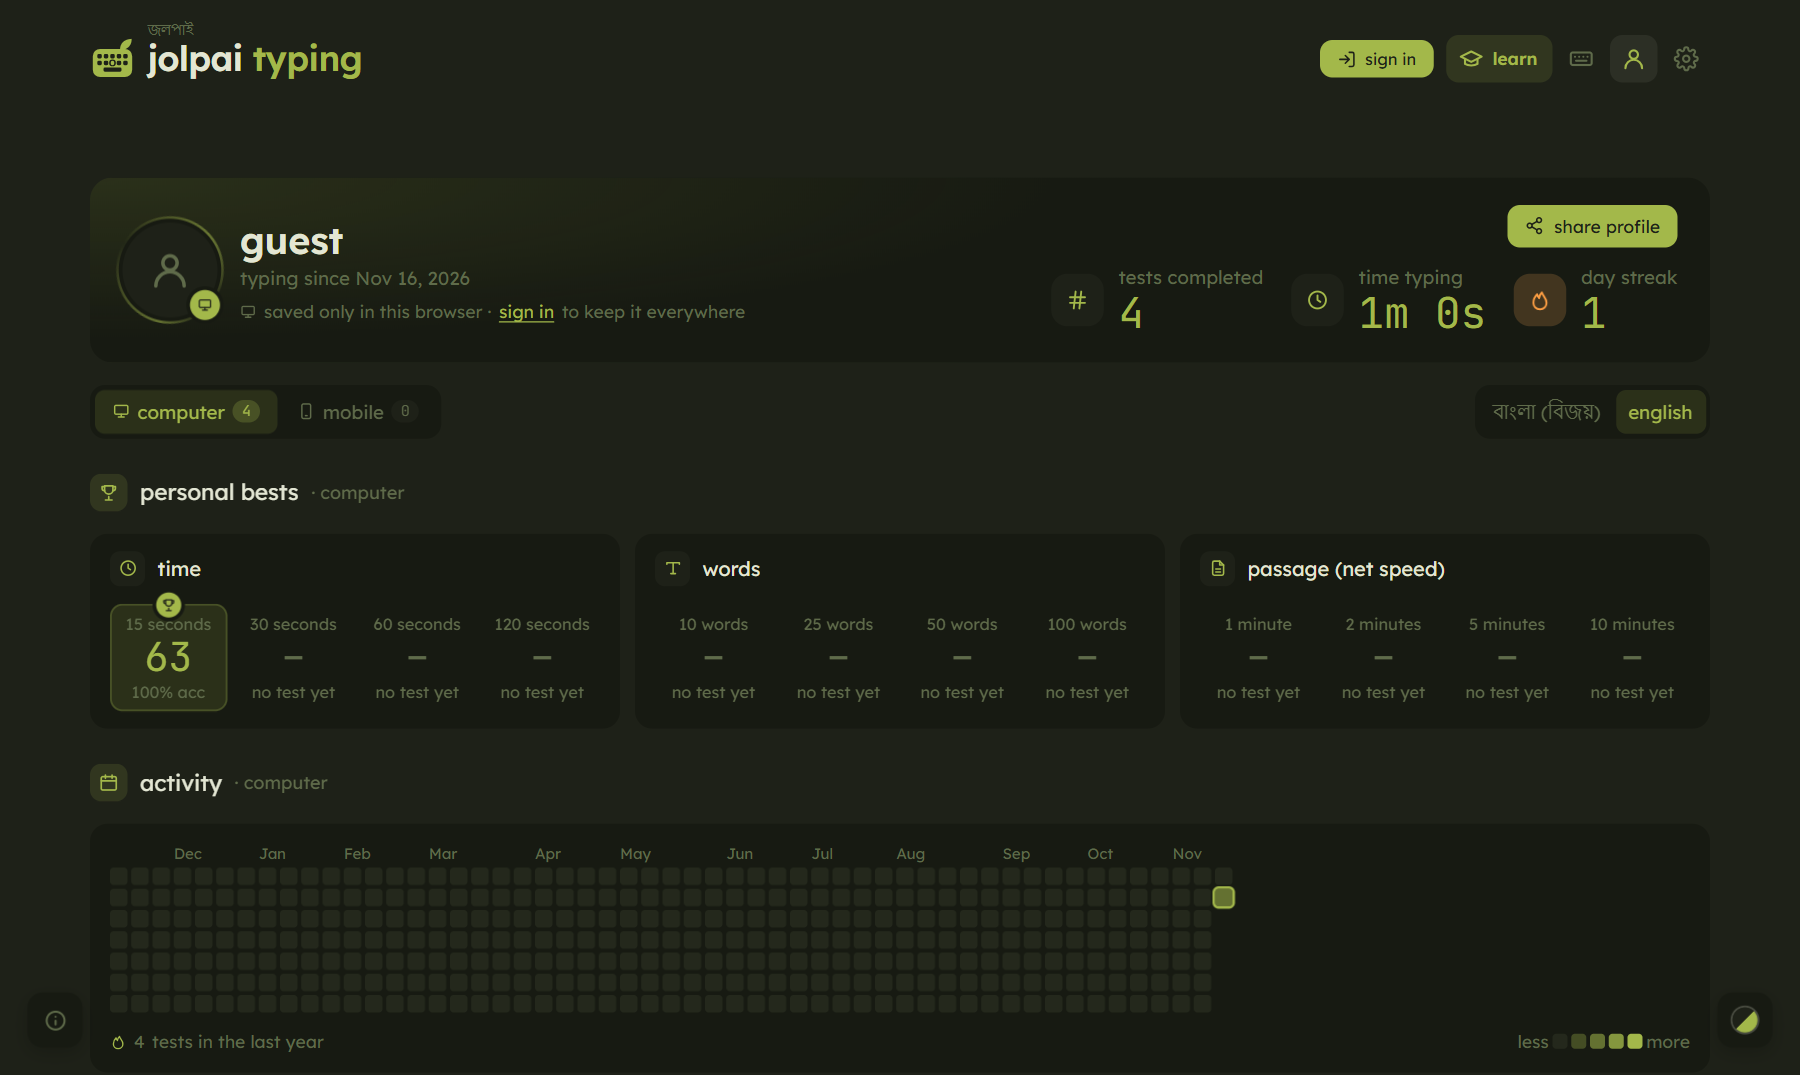 জলপাই
jolpai typing
sign in
learn
share profile
guest
typing since Nov 16, 2026
saved only in this browser · sign in to keep it everywhere
tests completed
4
time typing
1m 0s
day streak
1
computer 4
mobile 0
বাংলা (বিজয়)
english
personal bests · computer
time
15 seconds 30 seconds 60 seconds 120 seconds
63 — — —
100% acc no test yet no test yet no test yet
words
10 words 25 words 50 words 100 words
— — — —
no test yet no test yet no test yet no test yet
passage (net speed)
1 minute 2 minutes 5 minutes 10 minutes
— — — —
no test yet no test yet no test yet no test yet
activity · computer
Dec Jan Feb Mar Apr May Jun Jul Aug Sep Oct Nov
4 tests in the last year
less more